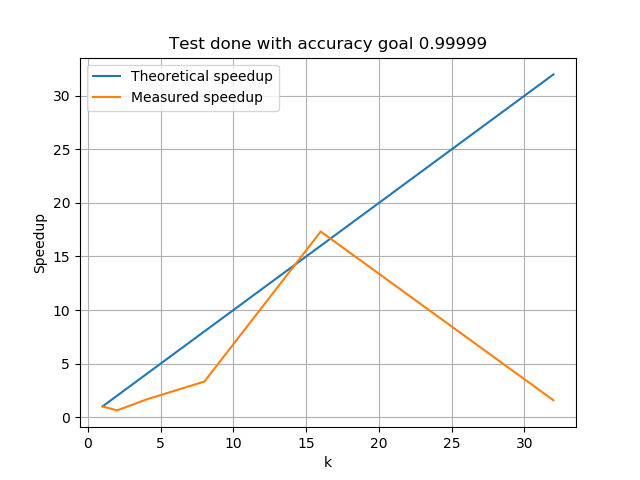 Test done with accuracy goal 0.99999
Theoretical speedup
Measured speedup
30
25
20
15
10
5
0
Speedup
0 5 10 15 20 25 30
k